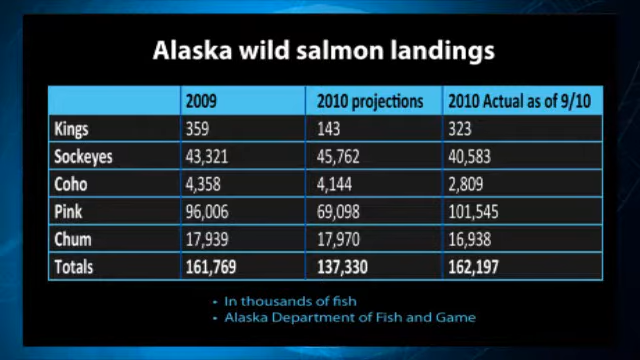 Alaska wild salmon landings
2009 2010 projections 2010 Actual as of 9/10
Kings 359 143 323
Sockeyes 43,321 45,762 40,583
Coho 4,358 4,144 2,809
Pink 96,006 69,098 101,545
Chum 17,939 17,970 16,938
Totals 161,769 137,330 162,197
• In thousands of fish
• Alaska Department of Fish and Game